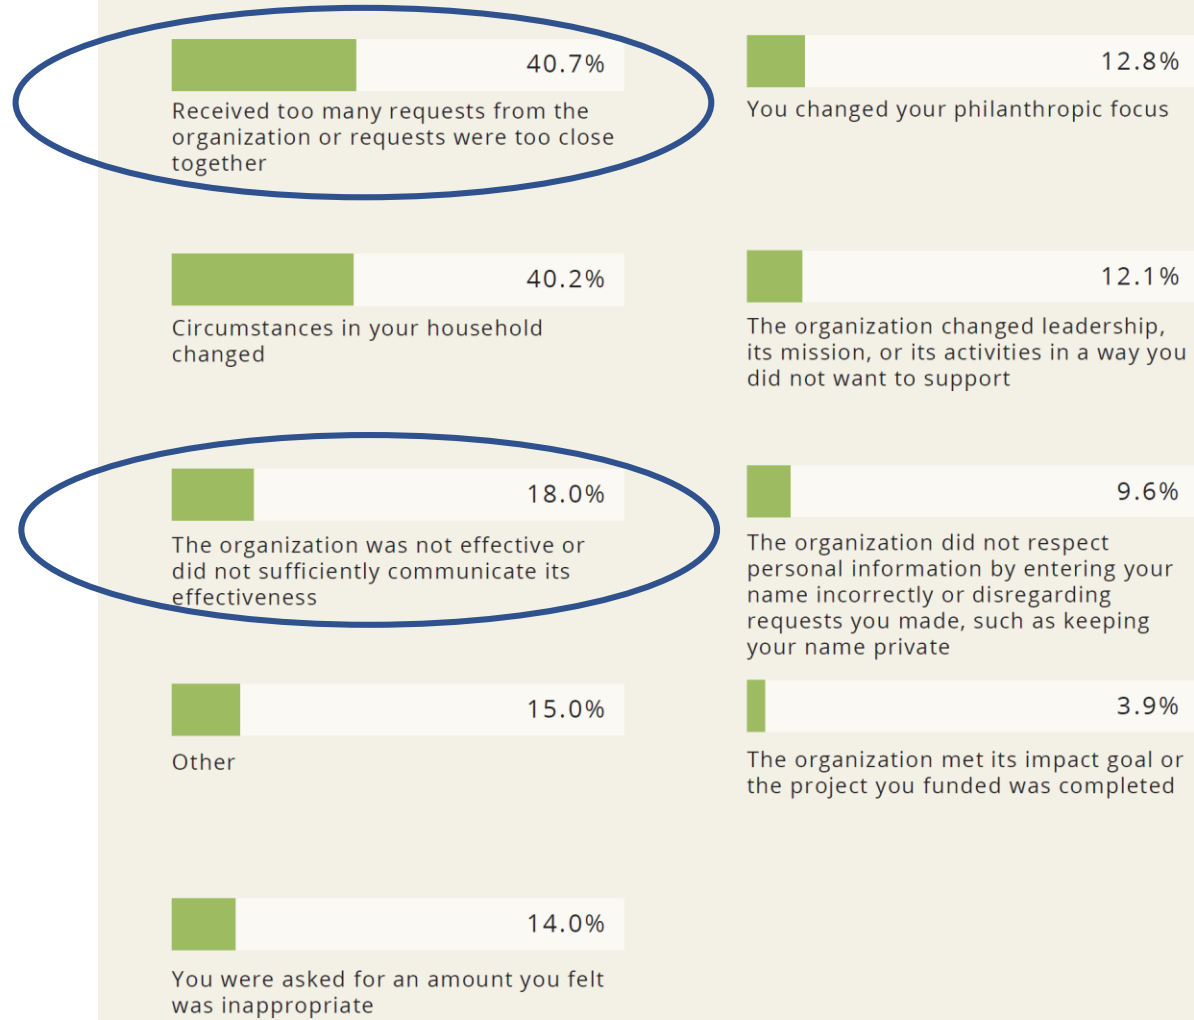 40.7%
Received too many requests from the
organization or requests were too close
together
40.2%
Circumstances in your household
changed
18.0%
The organization was not effective or
did not sufficiently communicate its
effectiveness
15.0%
Other
14.0%
You were asked for an amount you felt
was inappropriate
12.8%
You changed your philanthropic focus
12.1%
The organization changed leadership,
its mission, or its activities in a way you
did not want to support
9.6%
The organization did not respect
personal information by entering your
name incorrectly or disregarding
requests you made, such as keeping
your name private
3.9%
The organization met its impact goal or
the project you funded was completed